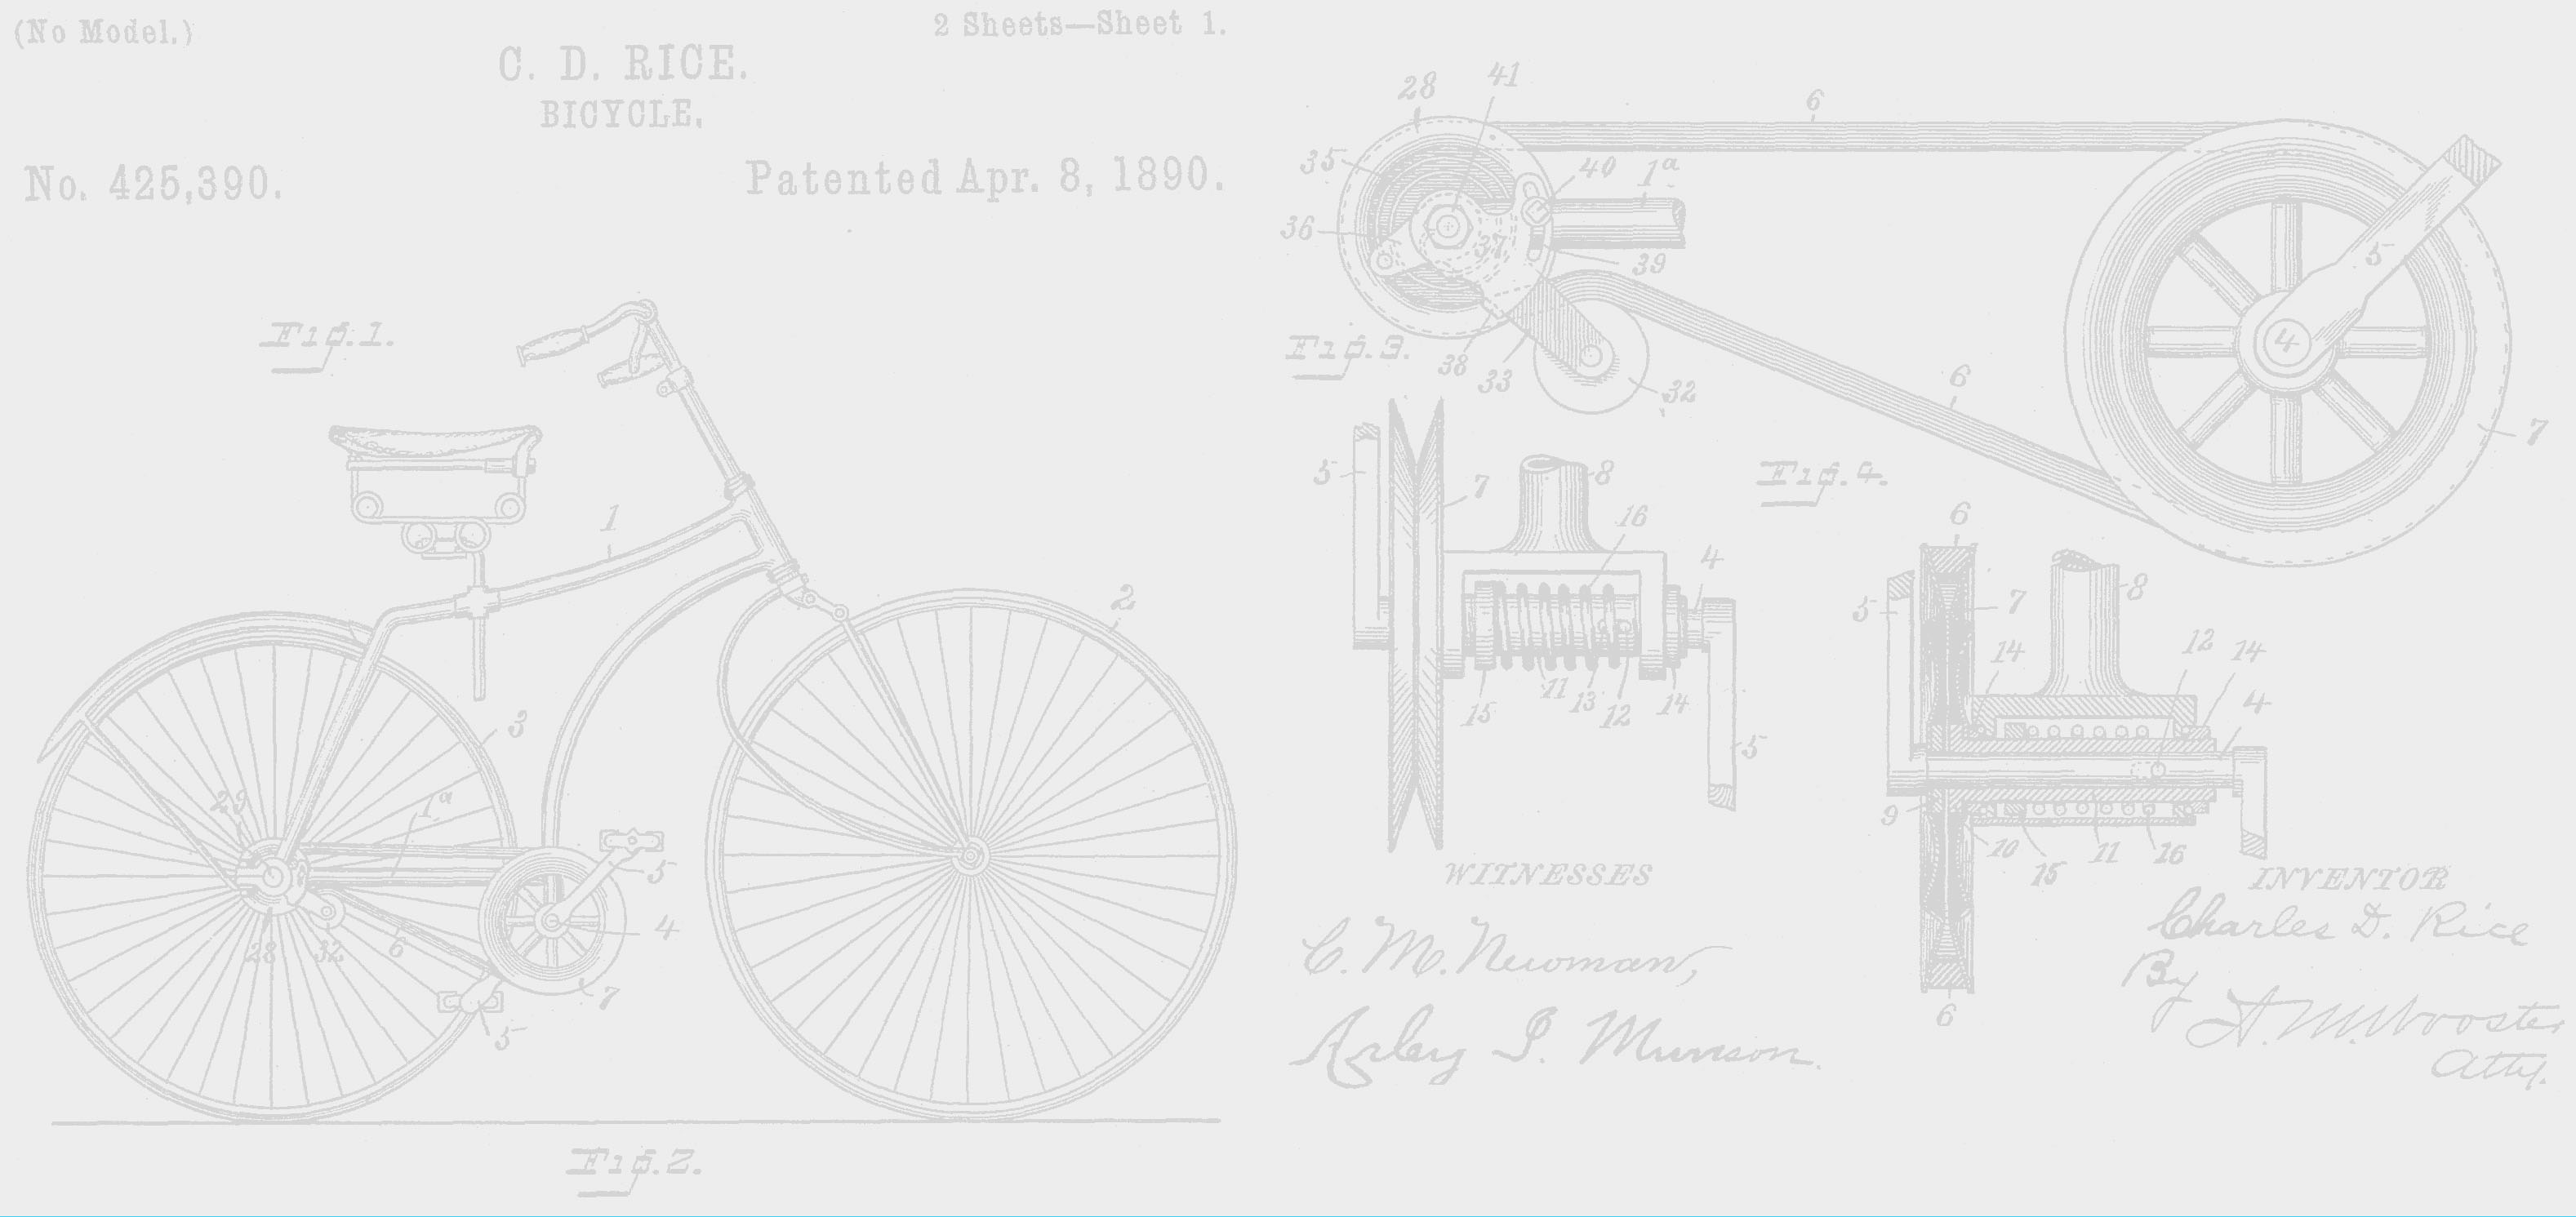 (No Model.)
2 Sheets—Sheet 1.
C. D. RICE.
BICYCLE.
No. 425,390.
Patented Apr. 8, 1890.
Fig. 1.
1
2
3
29
1a
28
32
6
5
4
7
5
Fig. 2.
28
41
6
35
40
1a
36
37
39
5
4
Fig. 3.
38
33
32
6
7
5
7
8
16
4
15
11
13
12
14
5
Fig. 4.
6
5
7
8
14
12
14
4
9
10
15
11
16
6
WITNESSES
C. M. Newman,
Arley I. Munson.
INVENTOR
Charles D. Rice
By
A. M. Wooster
Atty.